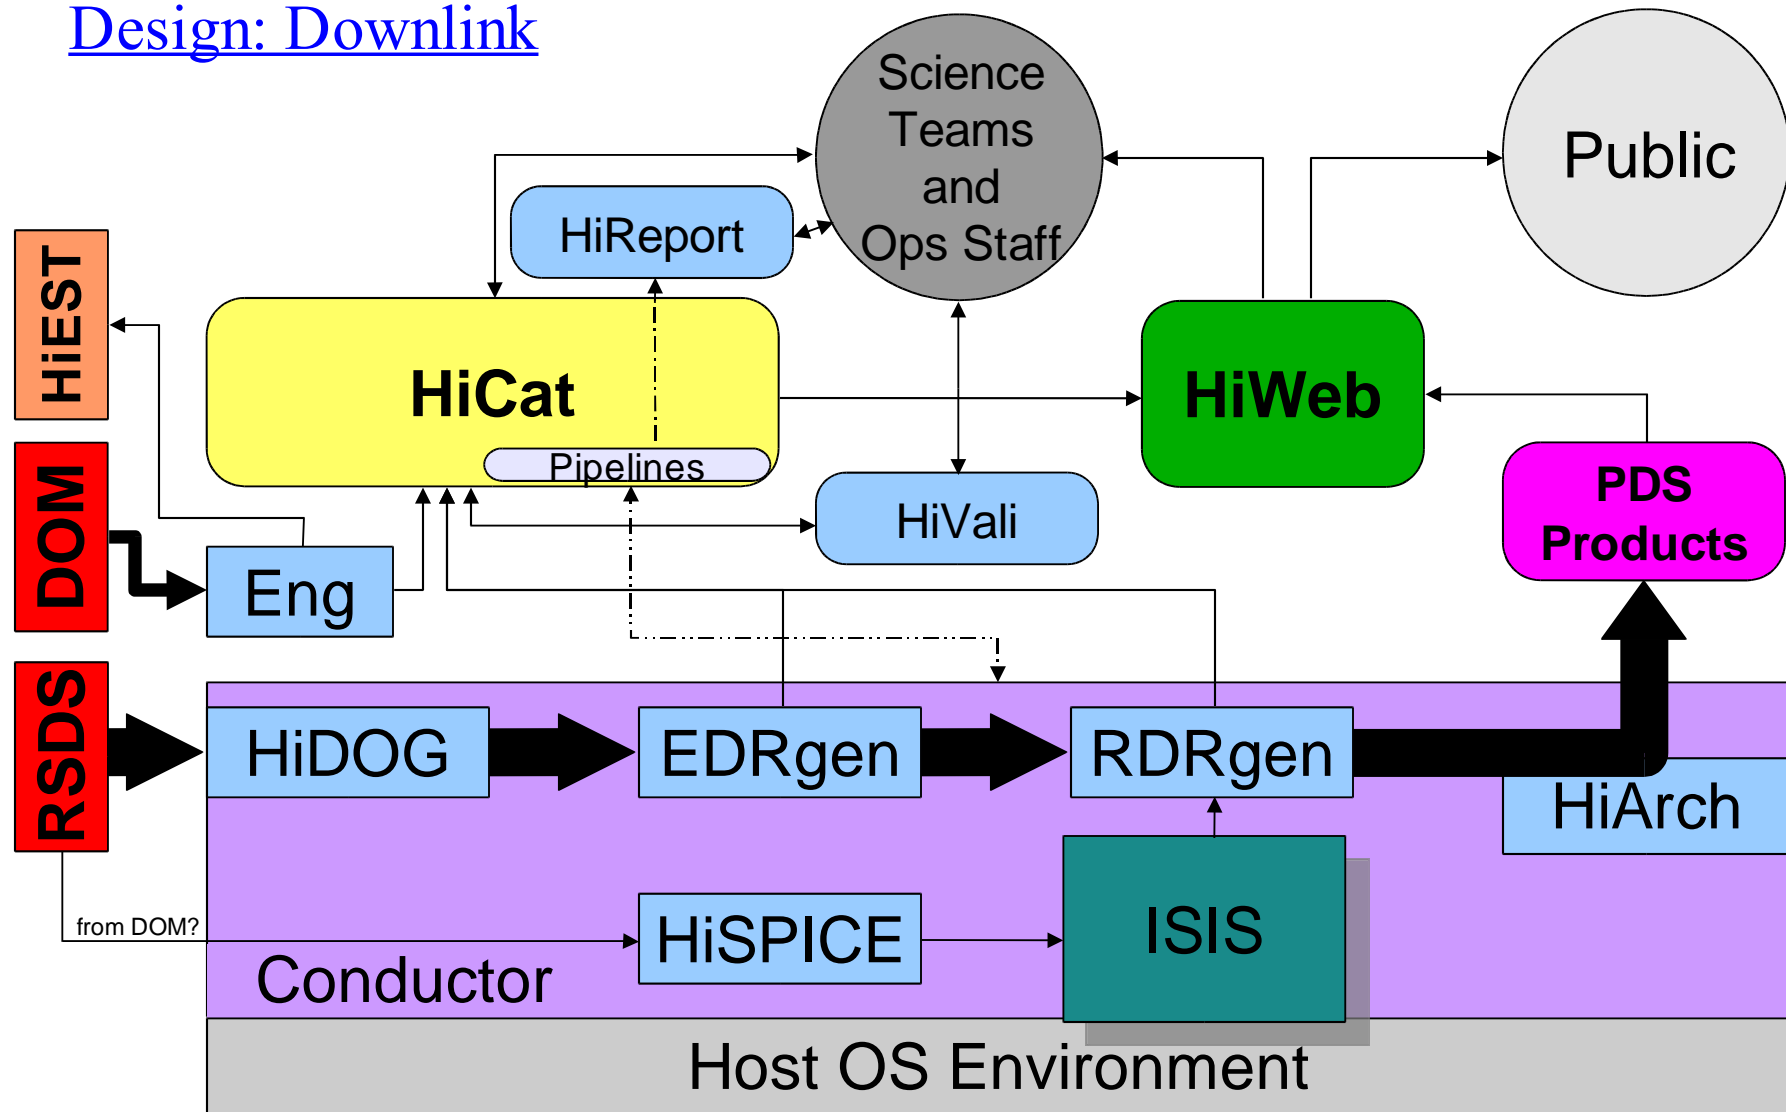 Design: Downlink
Science
Teams
and
Ops Staff
Public
HiReport
HiEST
HiCat
HiWeb
Pipelines
DOM
HiVali
PDS
Products
Eng
RSDS
HiDOG
EDRgen
RDRgen
HiArch
from DOM?
HiSPICE
ISIS
Conductor
Host OS Environment